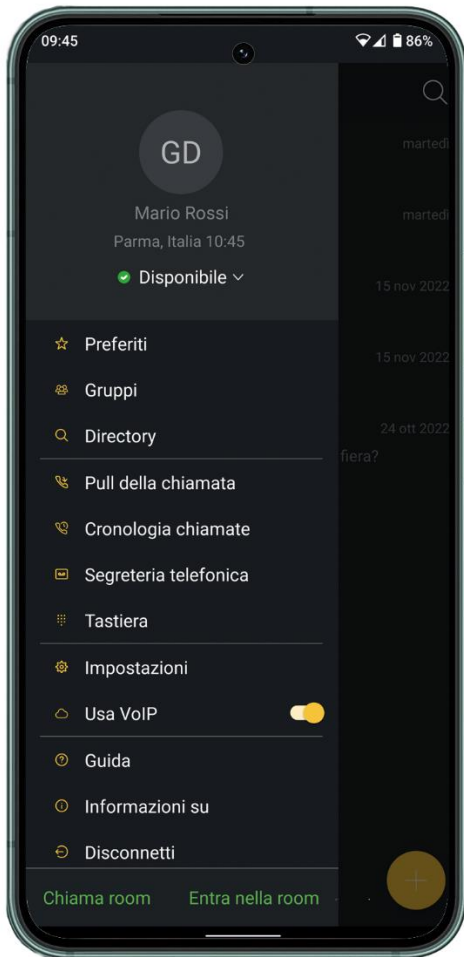 09:45
86%
GD
Mario Rossi
Parma, Italia 10:45
Disponibile
martedì
martedì
15 nov 2022
15 nov 2022
24 ott 2022
fiera?
Preferiti
Gruppi
Directory
Pull della chiamata
Cronologia chiamate
Segreteria telefonica
Tastiera
Impostazioni
Usa VoIP
Guida
Informazioni su
Disconnetti
Chiama room Entra nella room